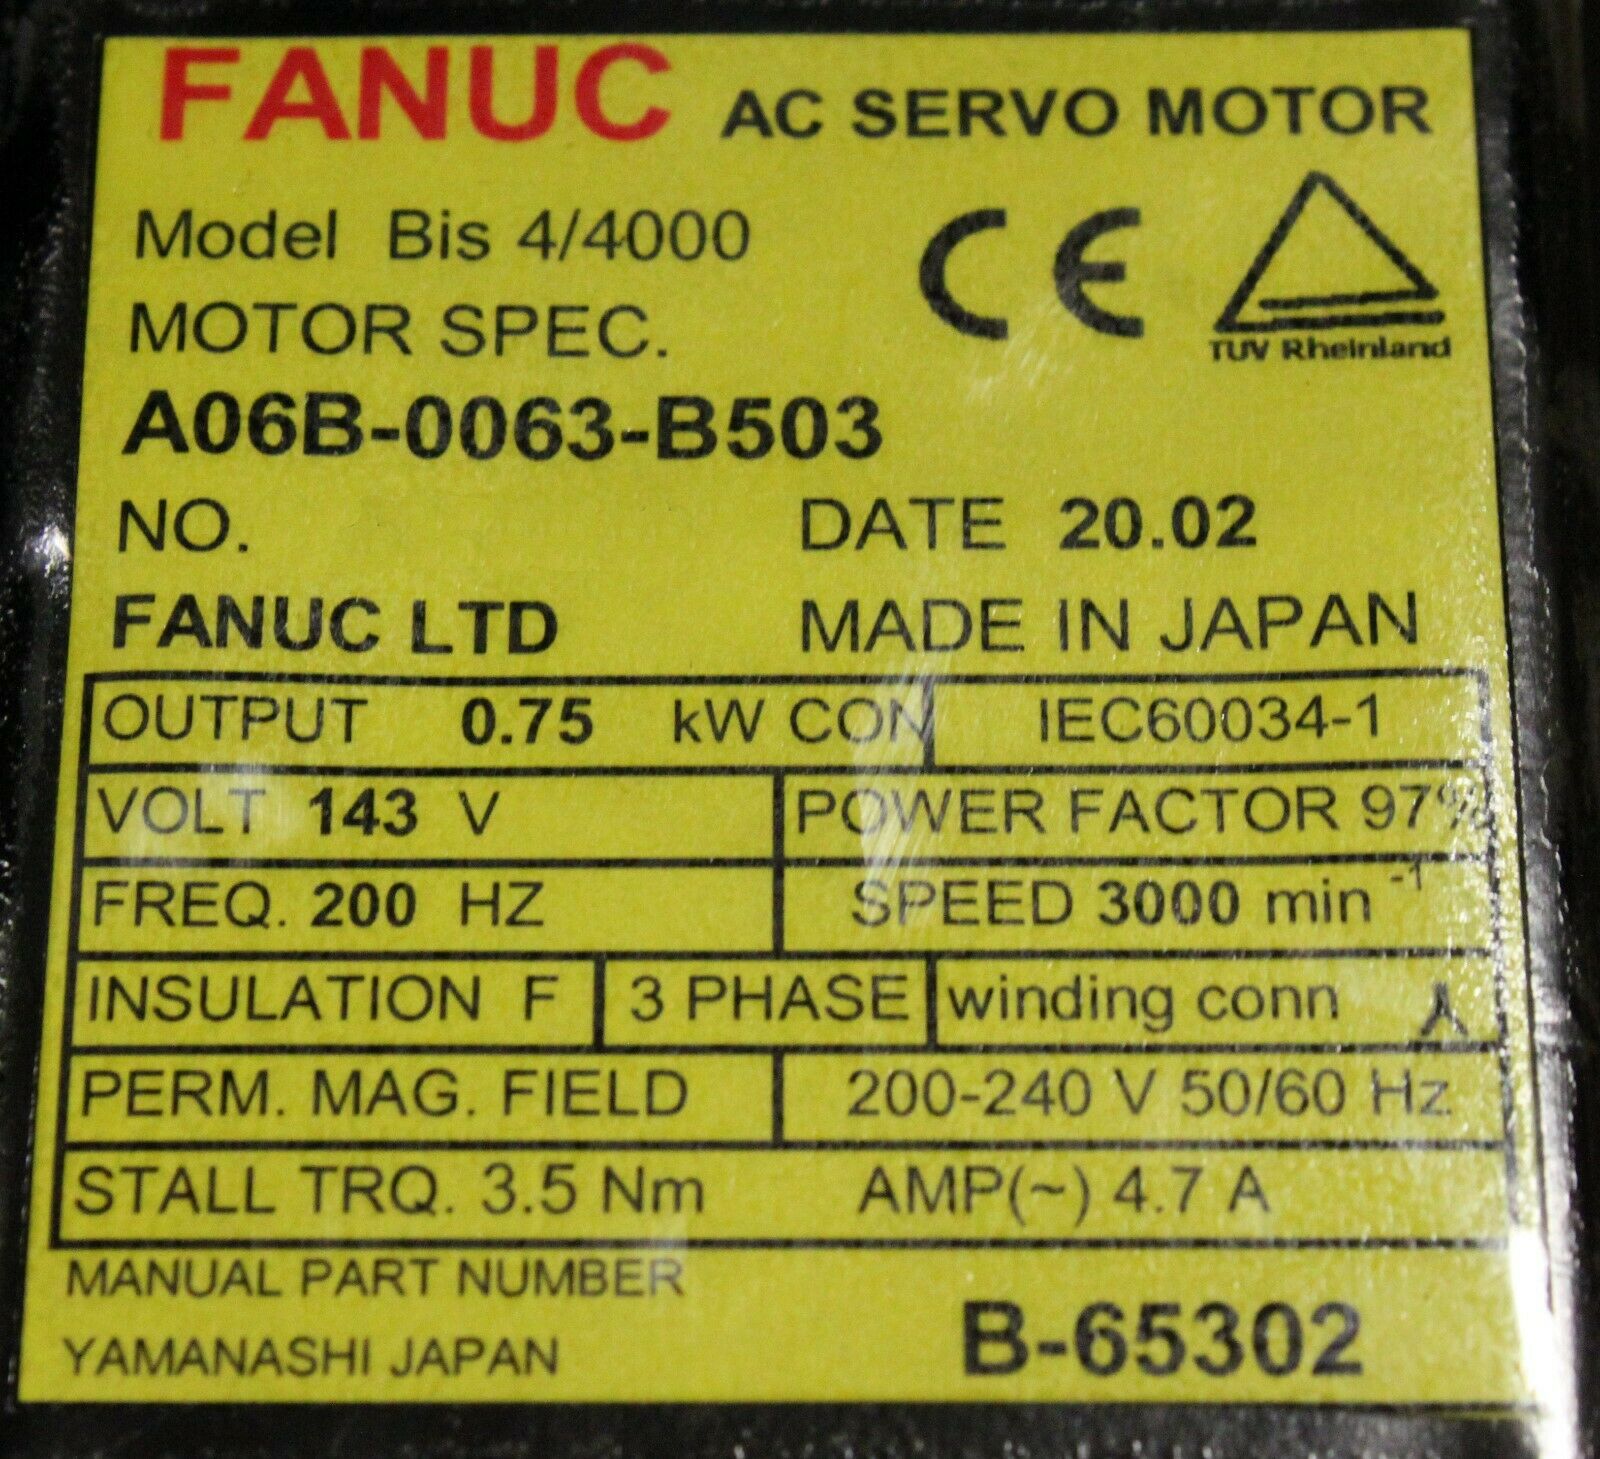 FANUC AC SERVO MOTOR
Model Bis 4/4000
CE
TUV Rheinland
MOTOR SPEC.
A06B-0063-B503
NO. DATE 20.02
FANUC LTD MADE IN JAPAN
OUTPUT 0.75 kW CON IEC60034-1
VOLT 143 V POWER FACTOR 97%
FREQ. 200 HZ SPEED 3000 min⁻¹
INSULATION F 3 PHASE winding conn
PERM. MAG. FIELD 200-240 V 50/60 Hz
STALL TRQ. 3.5 Nm AMP(~) 4.7 A
MANUAL PART NUMBER
YAMANASHI JAPAN B-65302